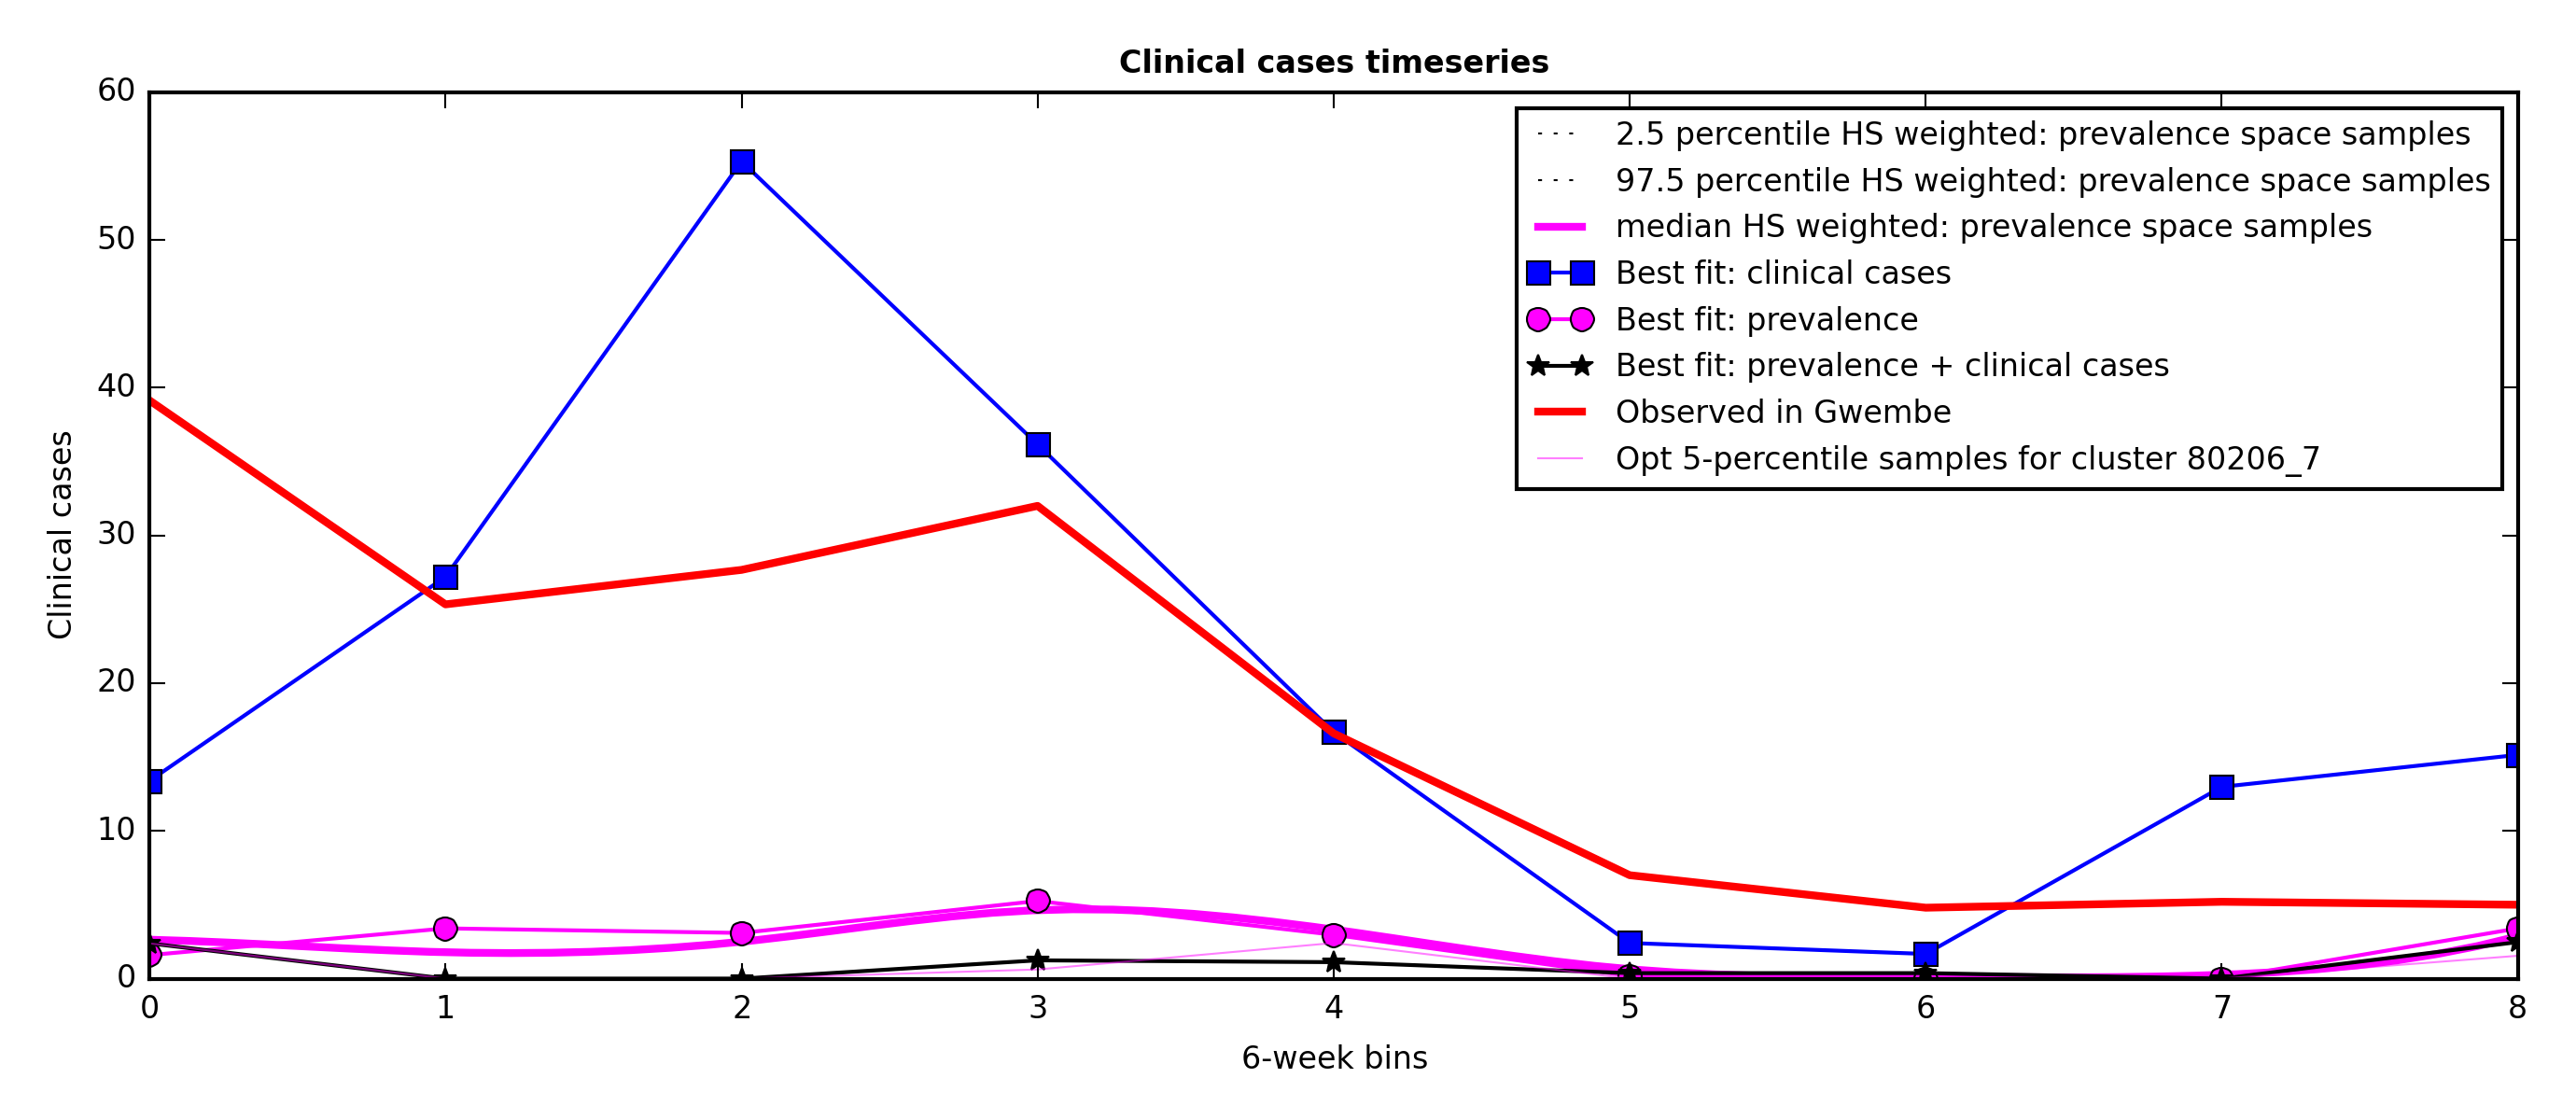 Clinical cases timeseries
60
50
40
30
20
10
0
Clinical cases
2.5 percentile HS weighted: prevalence space samples
97.5 percentile HS weighted: prevalence space samples
median HS weighted: prevalence space samples
Best fit: clinical cases
Best fit: prevalence
Best fit: prevalence + clinical cases
Observed in Gwembe
Opt 5-percentile samples for cluster 80206_7
0 1 2 3 4 5 6 7 8
6-week bins